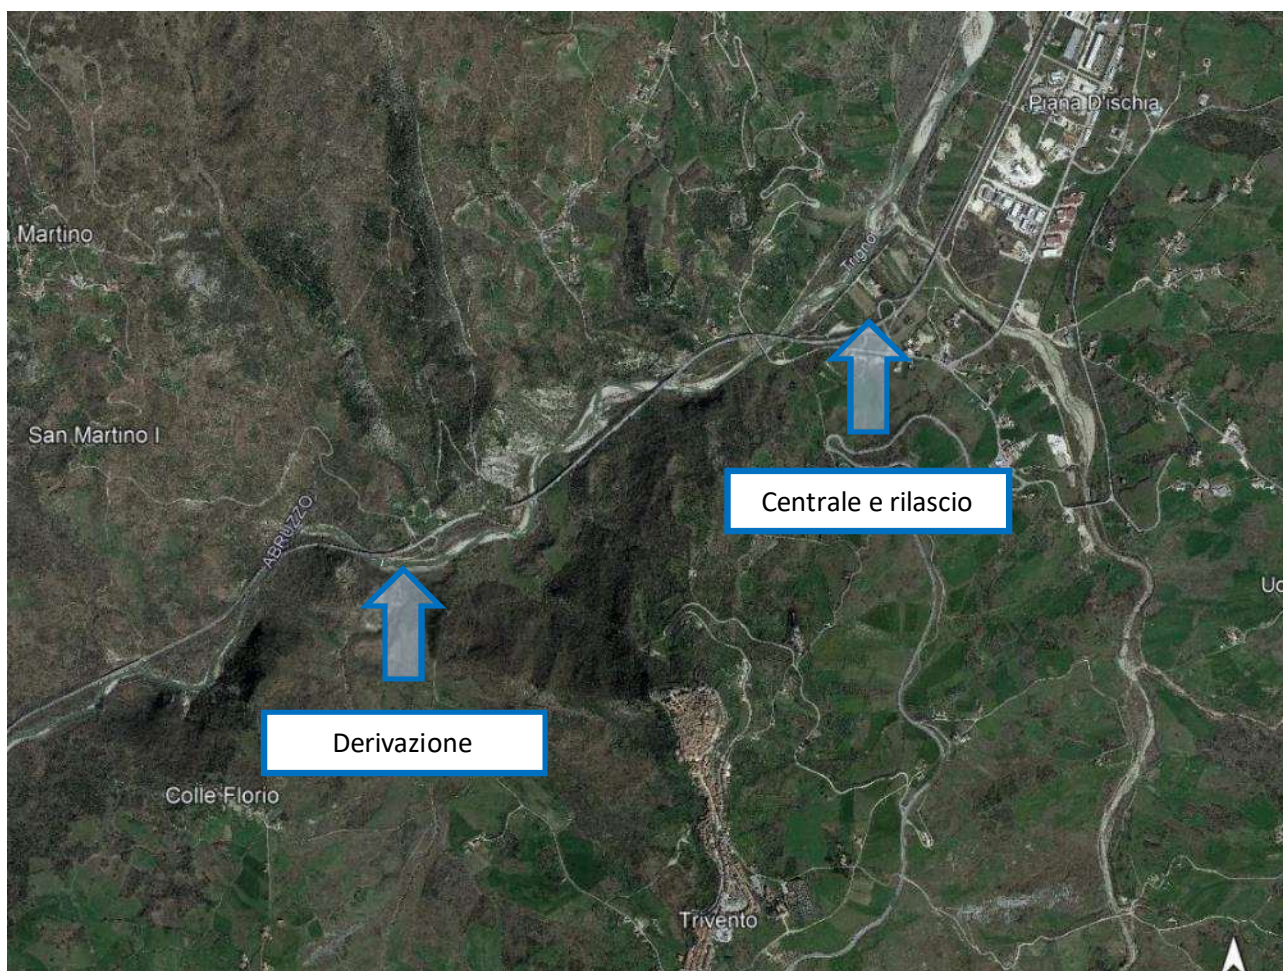 Piana D'ischia
Martino
Trigno
San Martino I
Centrale e rilascio
ABRUZZO
Derivazione
Colle Florio
Trivento